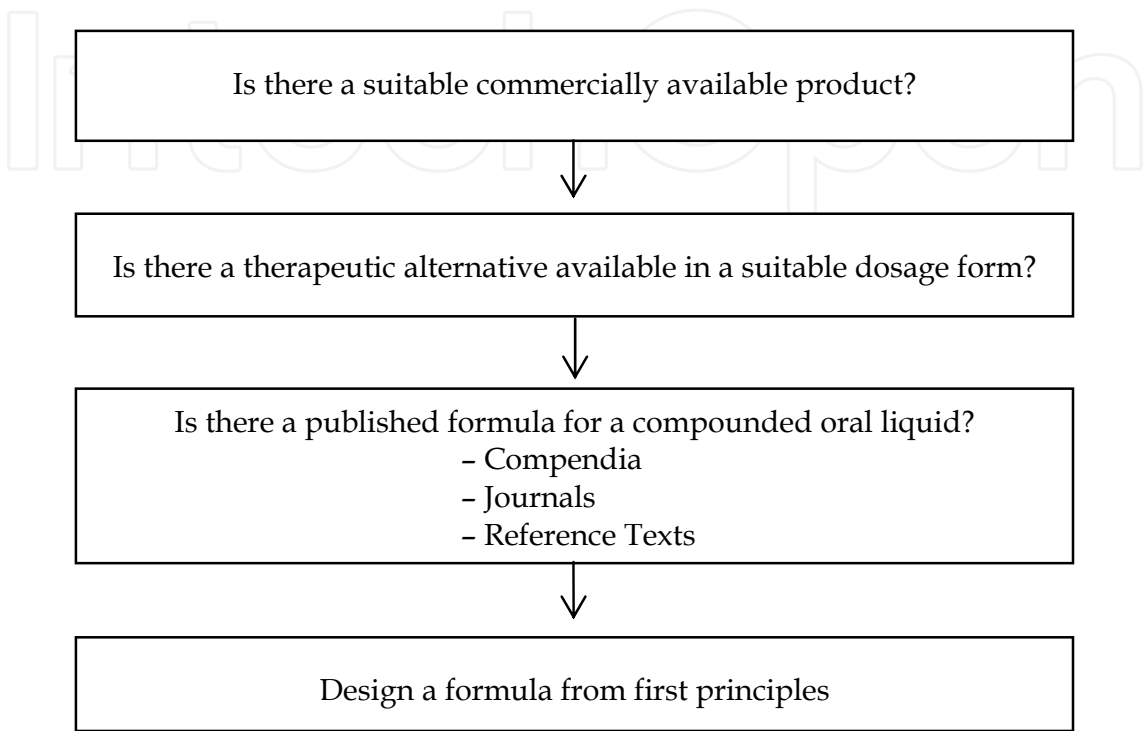 IntechOpen
Is there a suitable commercially available product?
Is there a therapeutic alternative available in a suitable dosage form?
Is there a published formula for a compounded oral liquid?
– Compendia
– Journals
– Reference Texts
Design a formula from first principles